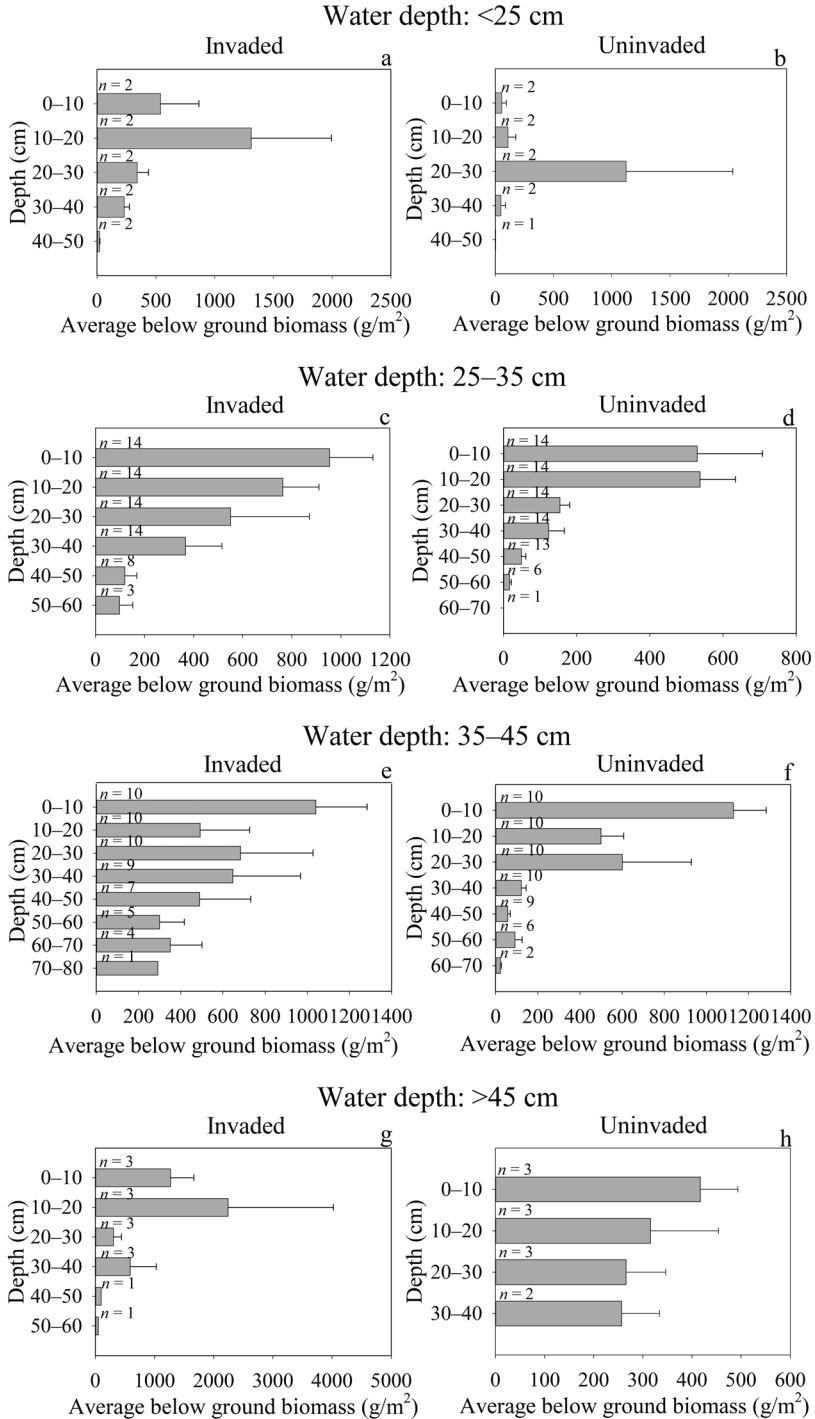 Water depth: <25 cm
Invaded
a
Depth (cm)
n = 2
0–10
n = 2
10–20
n = 2
20–30
n = 2
30–40
n = 2
40–50
0 500 1000 1500 2000 2500
Average below ground biomass (g/m²)
Uninvaded
b
Depth (cm)
n = 2
0–10
n = 2
10–20
n = 2
20–30
n = 2
30–40
n = 1
40–50
0 500 1000 1500 2000 2500
Average below ground biomass (g/m²)
Water depth: 25–35 cm
Invaded
c
Depth (cm)
n = 14
0–10
n = 14
10–20
n = 14
20–30
n = 14
30–40
n = 8
40–50
n = 3
50–60
0 200 400 600 800 1000 1200
Average below ground biomass (g/m²)
Uninvaded
d
Depth (cm)
n = 14
0–10
n = 14
10–20
n = 14
20–30
n = 14
30–40
n = 13
40–50
n = 6
50–60
n = 1
60–70
0 200 400 600 800
Average below ground biomass (g/m²)
Water depth: 35–45 cm
Invaded
e
Depth (cm)
n = 10
0–10
n = 10
10–20
n = 10
20–30
n = 9
30–40
n = 7
40–50
n = 5
50–60
n = 4
60–70
n = 1
70–80
0 200 400 600 800 1000 1200 1400
Average below ground biomass (g/m²)
Uninvaded
f
Depth (cm)
n = 10
0–10
n = 10
10–20
n = 10
20–30
n = 10
30–40
n = 9
40–50
n = 6
50–60
n = 2
60–70
0 200 400 600 800 1000 1200 1400
Average below ground biomass (g/m²)
Water depth: >45 cm
Invaded
g
Depth (cm)
n = 3
0–10
n = 3
10–20
n = 3
20–30
n = 3
30–40
n = 1
40–50
n = 1
50–60
0 1000 2000 3000 4000 5000
Average below ground biomass (g/m²)
Uninvaded
h
Depth (cm)
n = 3
0–10
n = 3
10–20
n = 3
20–30
n = 2
30–40
0 100 200 300 400 500 600
Average below ground biomass (g/m²)